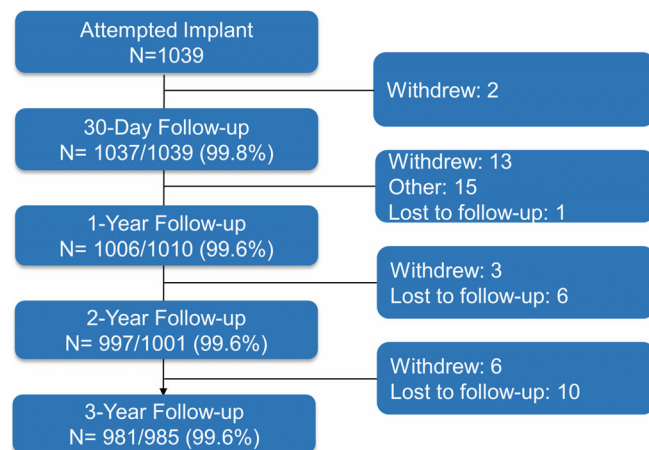 Attempted Implant
N=1039
Withdrew: 2
30-Day Follow-up
N= 1037/1039 (99.8%)
Withdrew: 13
Other: 15
Lost to follow-up: 1
1-Year Follow-up
N= 1006/1010 (99.6%)
Withdrew: 3
Lost to follow-up: 6
2-Year Follow-up
N= 997/1001 (99.6%)
Withdrew: 6
Lost to follow-up: 10
3-Year Follow-up
N= 981/985 (99.6%)